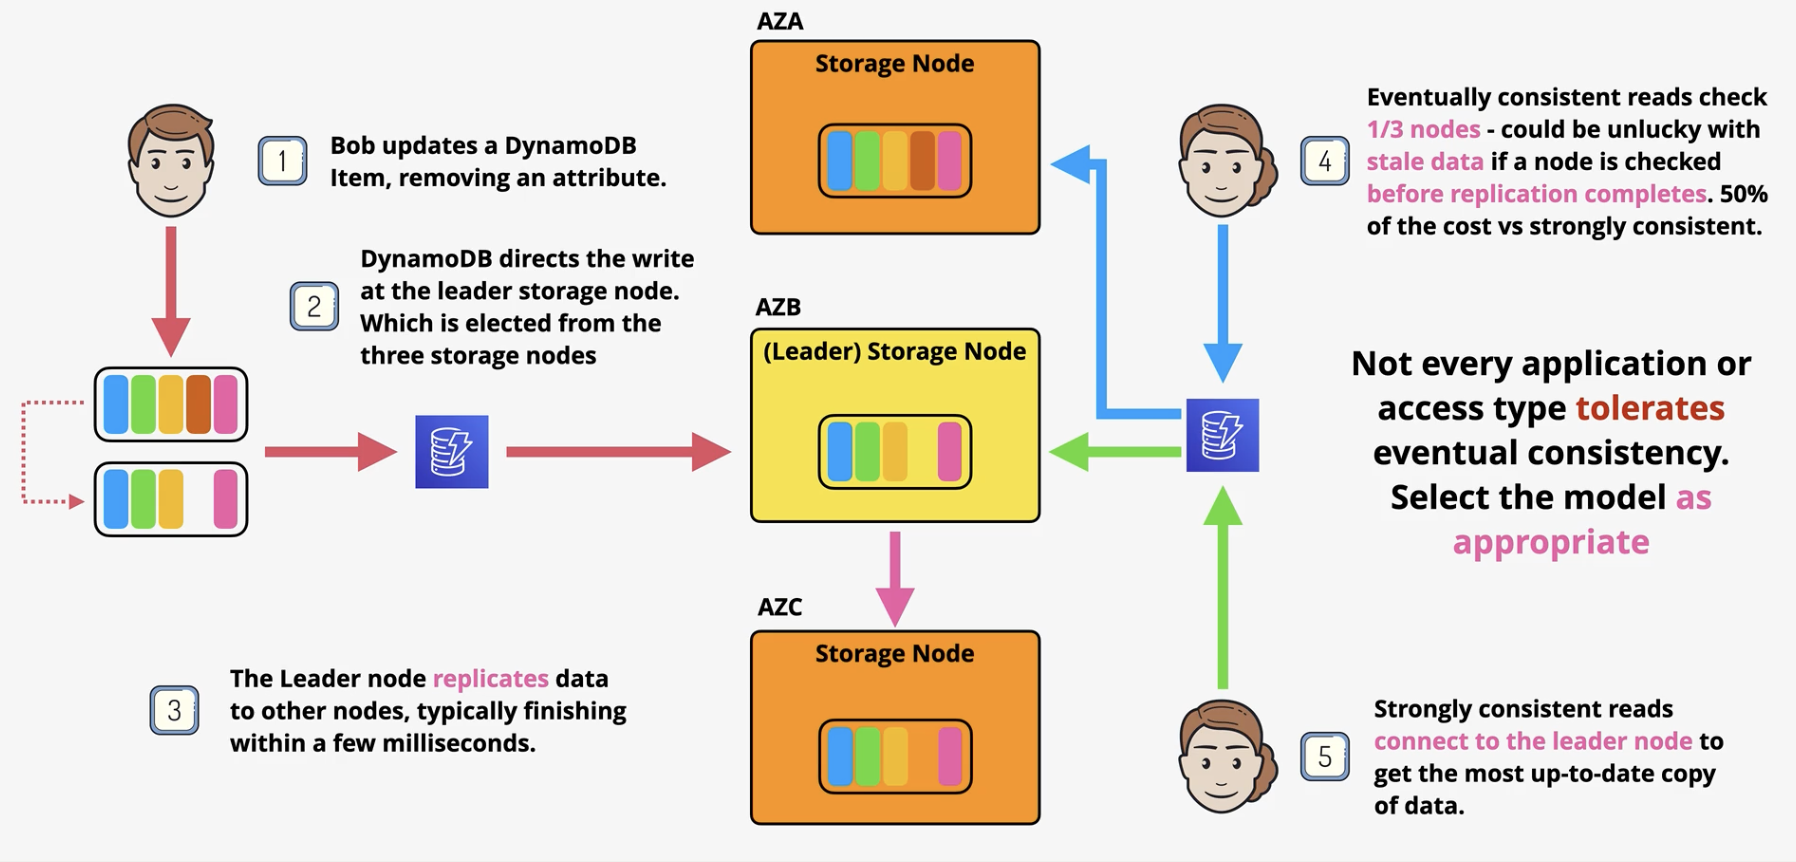 AZA
Storage Node
1
Bob updates a DynamoDB
Item, removing an attribute.
2
DynamoDB directs the write
at the leader storage node.
Which is elected from the
three storage nodes
AZB
(Leader) Storage Node
3
The Leader node replicates data
to other nodes, typically finishing
within a few milliseconds.
AZC
Storage Node
4
Eventually consistent reads check
1/3 nodes - could be unlucky with
stale data if a node is checked
before replication completes. 50%
of the cost vs strongly consistent.
Not every application or
access type tolerates
eventual consistency.
Select the model as
appropriate
5
Strongly consistent reads
connect to the leader node to
get the most up-to-date copy
of data.